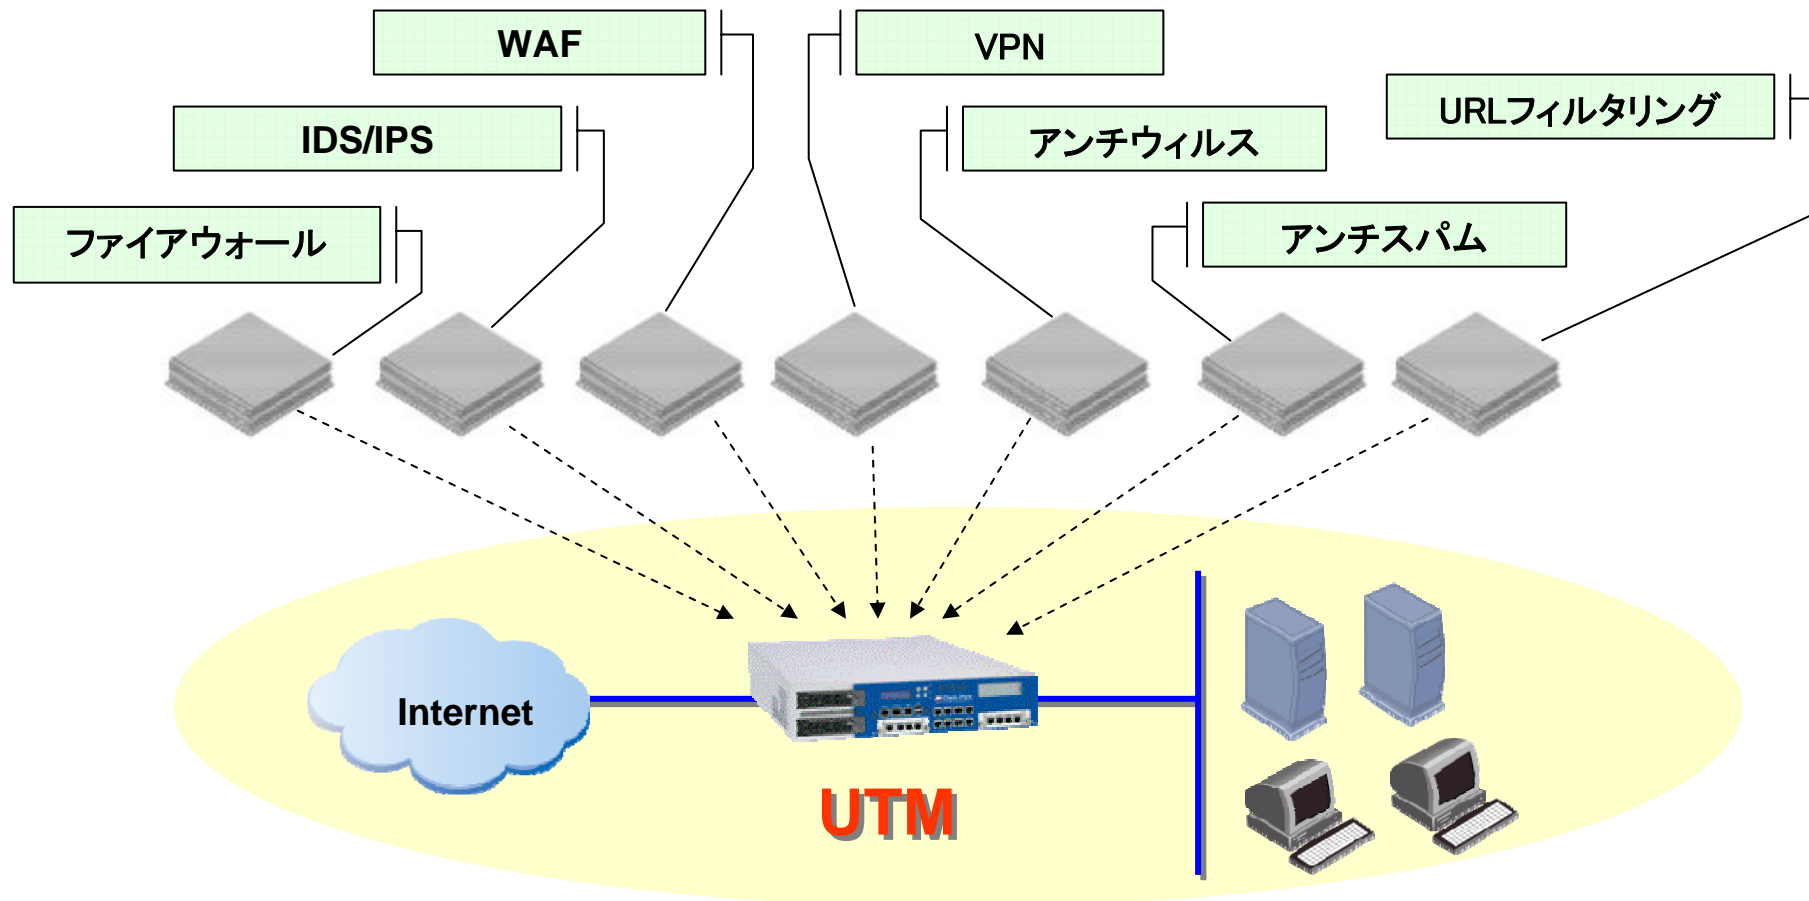 WAF
VPN
URLフィルタリング
IDS/IPS
アンチウィルス
ファイアウォール
アンチスパム
Internet
UTM